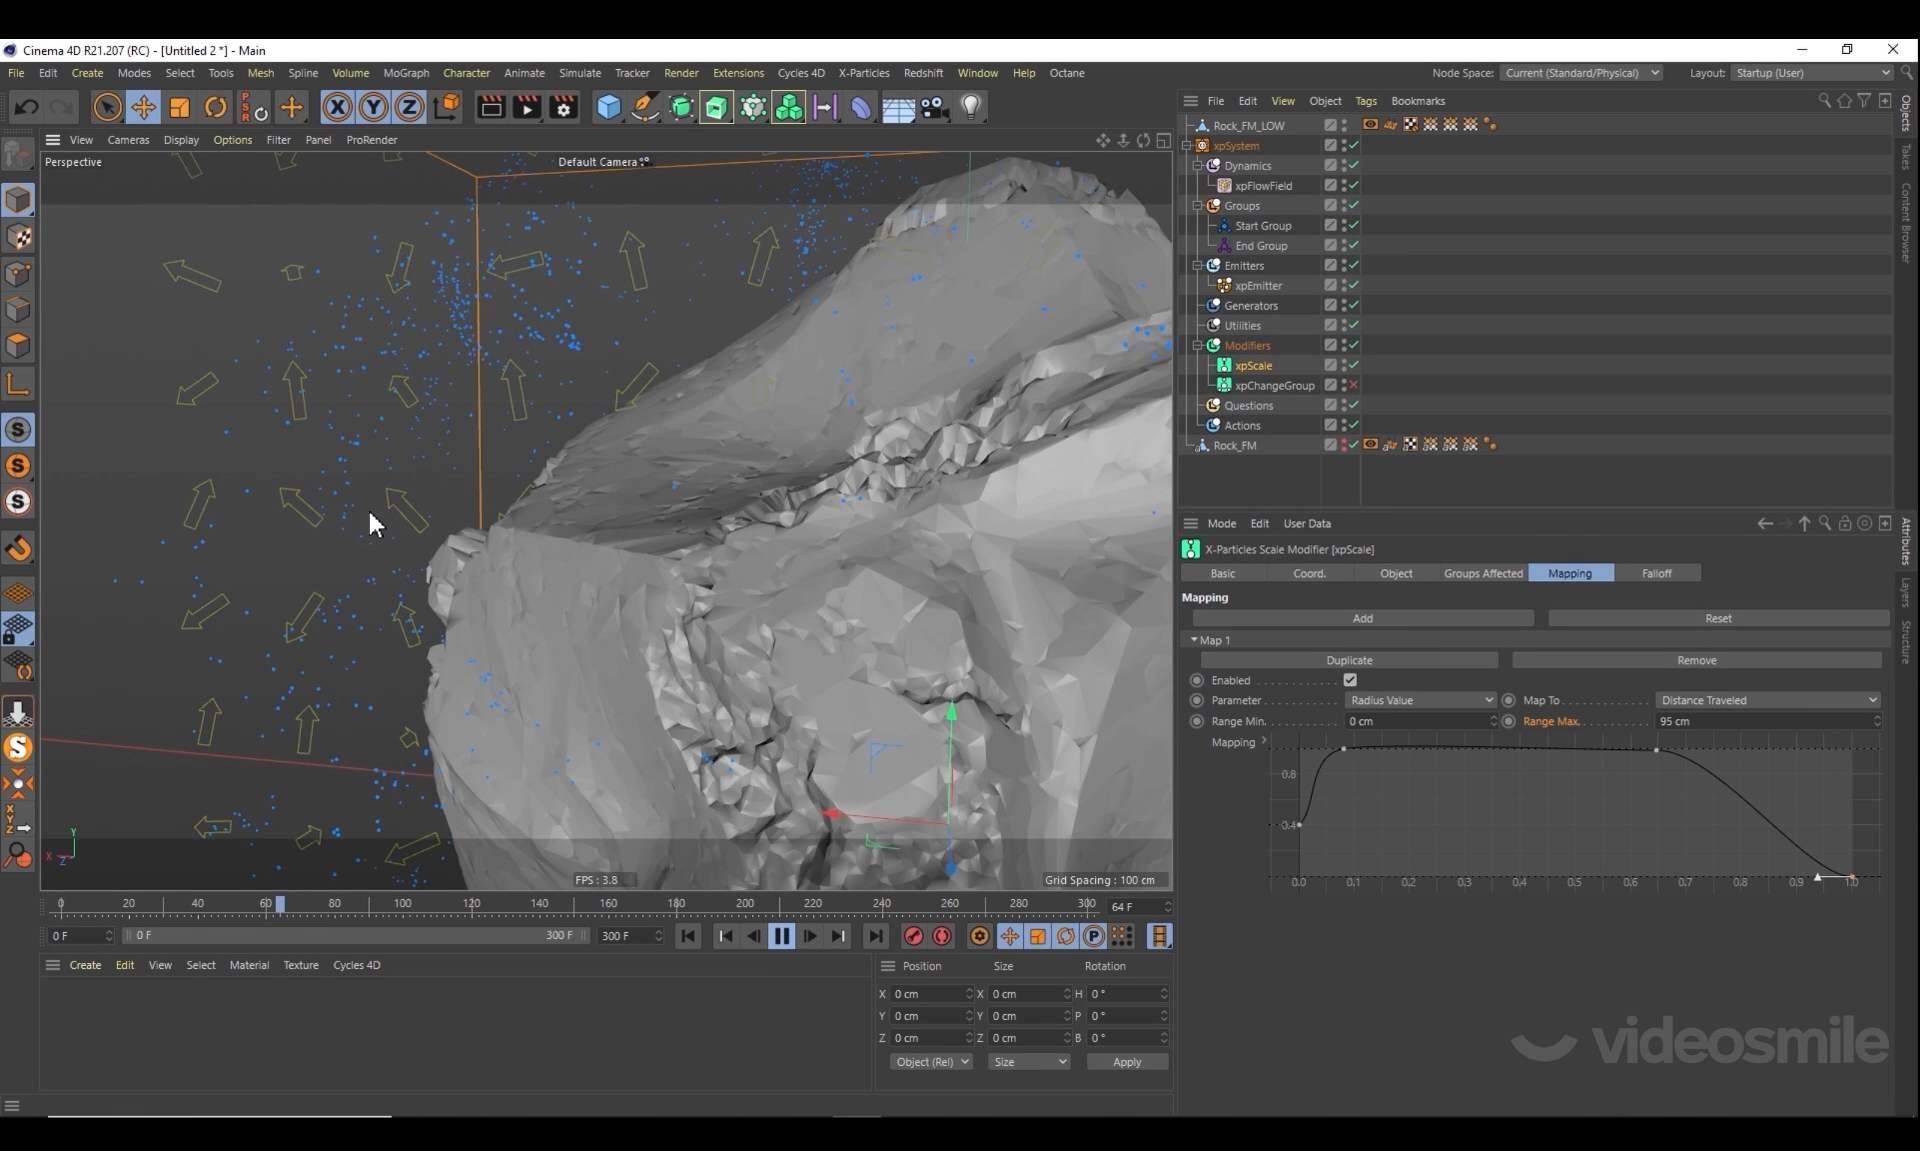 Cinema 4D R21.207 (RC) - [Untitled 2 *] - Main
File Edit Create Modes Select Tools Mesh Spline Volume MoGraph Character Animate Simulate Tracker Render Extensions Cycles 4D X-Particles Redshift Window Help Octane Node Space: Current (Standard/Physical) Layout: Startup (User)
PSR X Y Z
File Edit View Object Tags Bookmarks
View Cameras Display Options Filter Panel ProRender
Perspective Default Camera
Rock_FM_LOW
xpSystem
Dynamics
xpFlowField
Groups
Start Group
End Group
Emitters
xpEmitter
Generators
Utilities
Modifiers
xpScale
xpChangeGroup
Questions
Actions
Rock_FM
Objects
Takes
Content Browser
Mode Edit User Data
X-Particles Scale Modifier [xpScale]
Basic Coord. Object Groups Affected Mapping Falloff
Mapping
Add Reset
Map 1
Duplicate Remove
Enabled
Parameter Radius Value Map To Distance Traveled
Range Min. 0 cm Range Max. 95 cm
Mapping
0.8
0.4
0.0 0.1 0.2 0.3 0.4 0.5 0.6 0.7 0.8 0.9 1.0
Attributes
Layers
Structure
S
S
S
S
X Y Z
Y
X Z
FPS : 3.8 Grid Spacing : 100 cm
0 20 40 60 80 100 120 140 160 180 200 220 240 260 280 300 64 F
0 F 0 F 300 F 300 F P
Create Edit View Select Material Texture Cycles 4D
Position Size Rotation
X 0 cm X 0 cm H 0 °
Y 0 cm Y 0 cm P 0 °
Z 0 cm Z 0 cm B 0 °
Object (Rel) Size Apply
videosmile